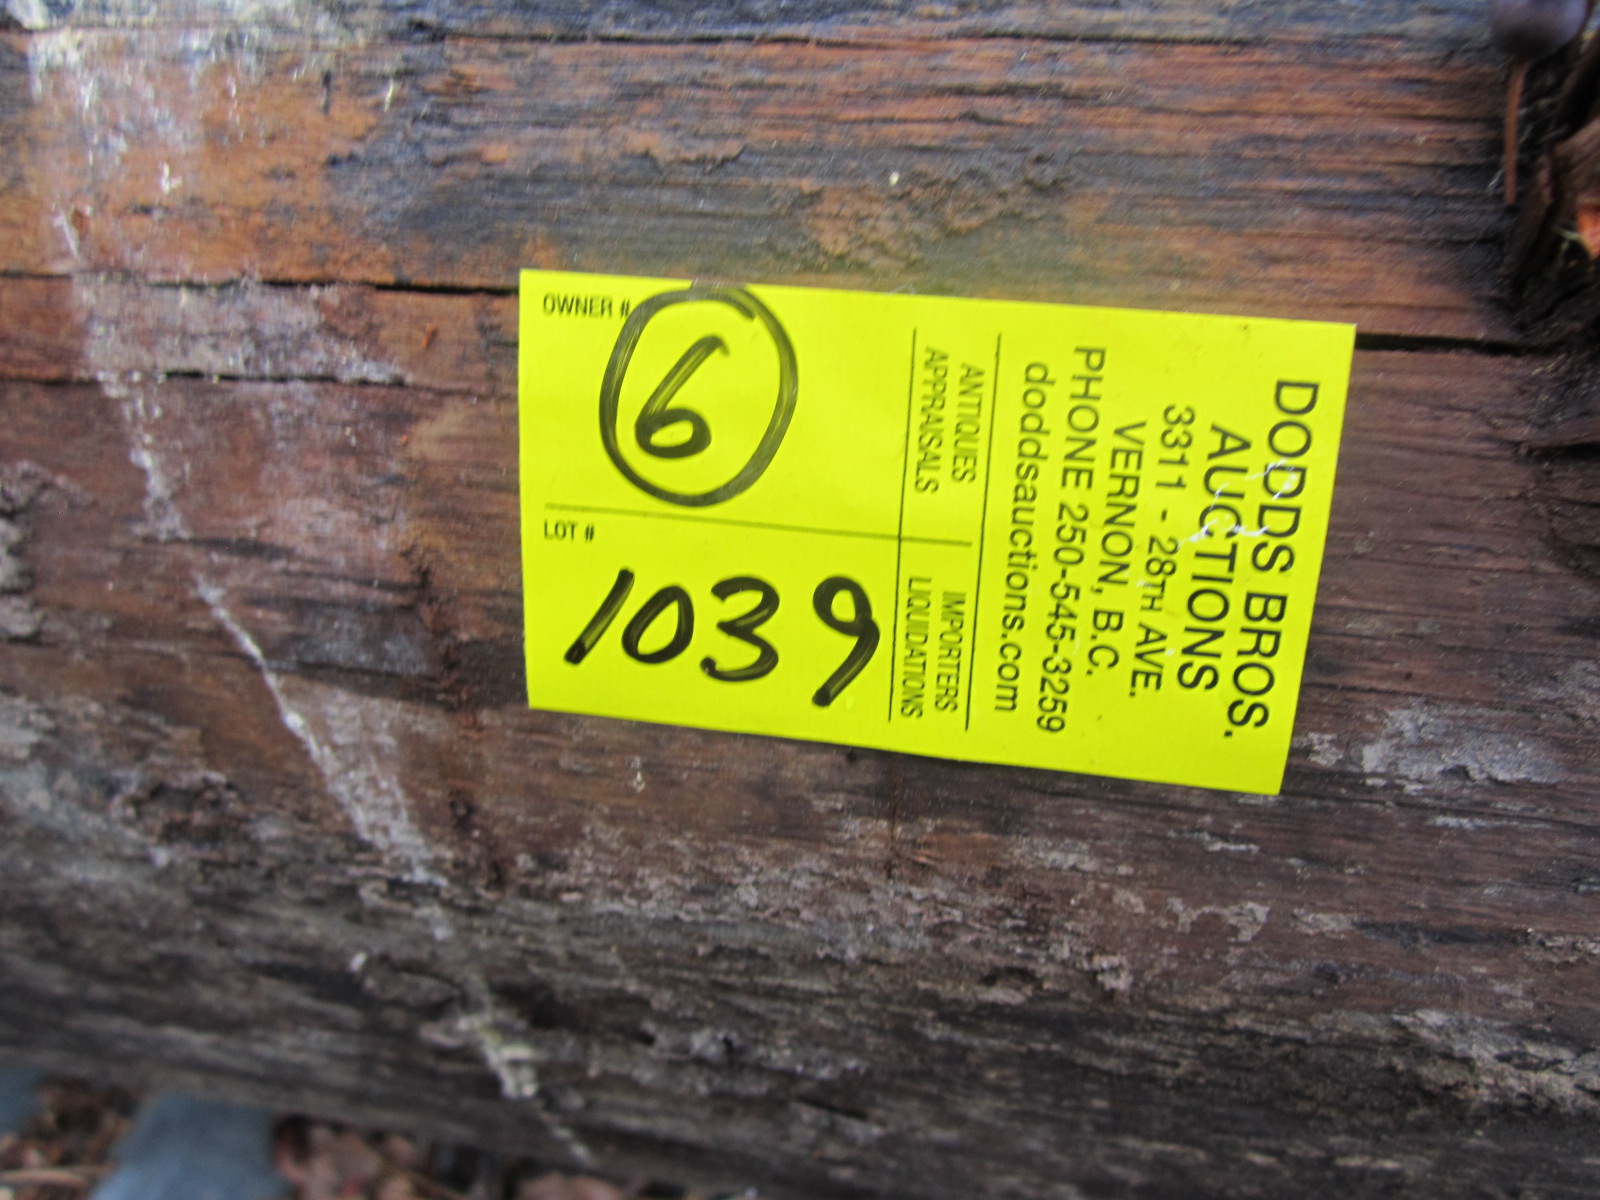 DODDS BROS.
AUCTIONS
3311 - 28TH AVE.
VERNON, B.C.
PHONE 250-545-3259
doddsauctions.com
ANTIQUES IMPORTERS
APPRAISALS LIQUIDATIONS
OWNER #
6
LOT #
1039